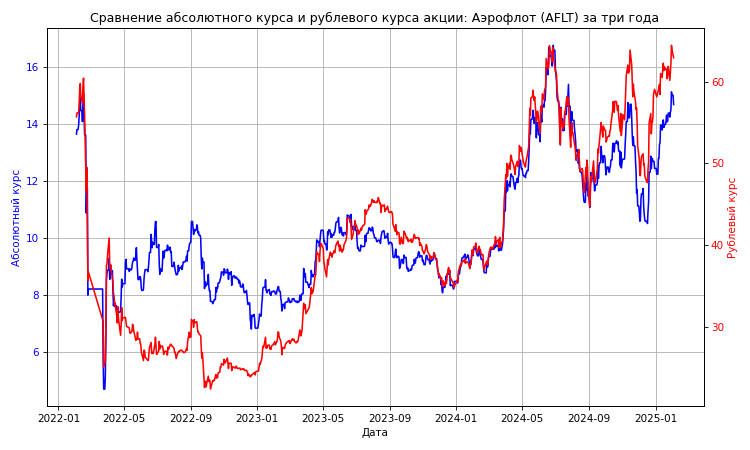 Сравнение абсолютного курса и рублевого курса акции: Аэрофлот (AFLT) за три года
Абсолютный курс
16
14
12
10
8
6
60
50
40
30
Рублевый курс
2022-01 2022-05 2022-09 2023-01 2023-05 2023-09 2024-01 2024-05 2024-09 2025-01
Дата